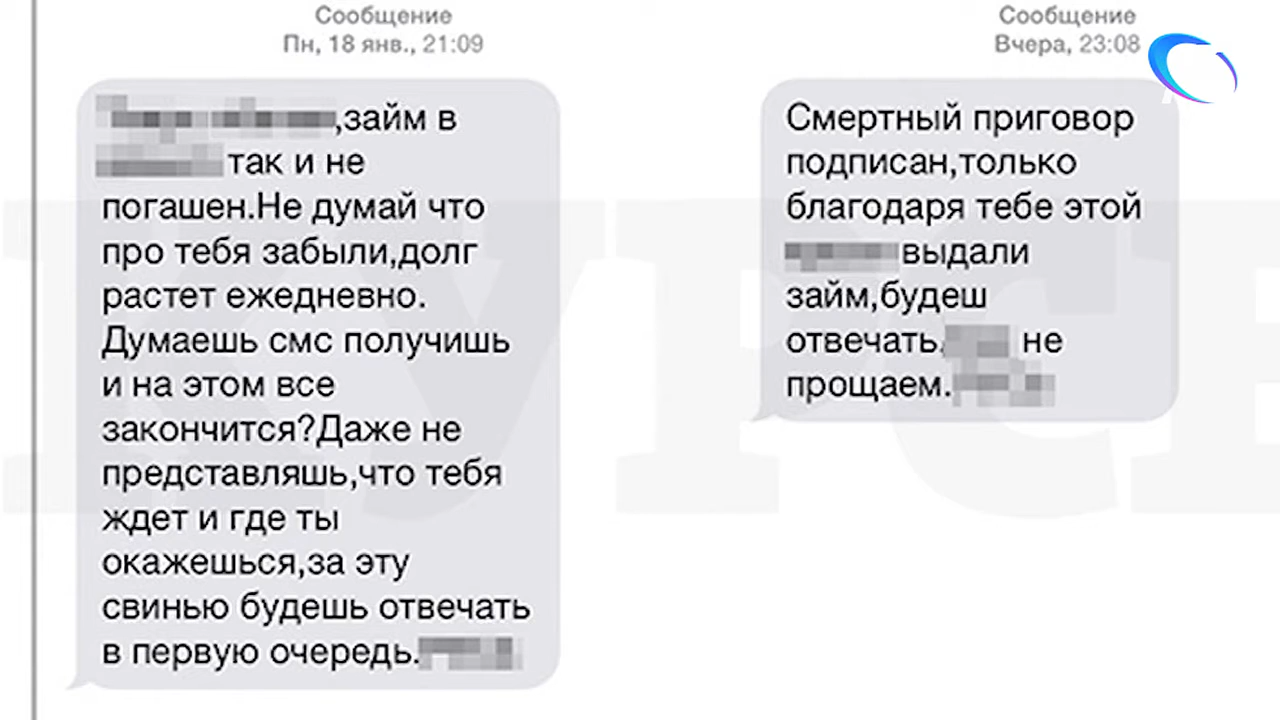 Сообщение
Пн, 18 янв., 21:09
,займ в
так и не
погашен.Не думай что
про тебя забыли,долг
растет ежедневно.
Думаешь смс получишь
и на этом все
закончится?Даже не
представляшь,что тебя
ждет и где ты
окажешься,за эту
свинью будешь отвечать
в первую очередь.
Сообщение
Вчера, 23:08
Смертный приговор
подписан,только
благодаря тебе этой
выдали
займ,будеш
отвечать, не
прощаем.